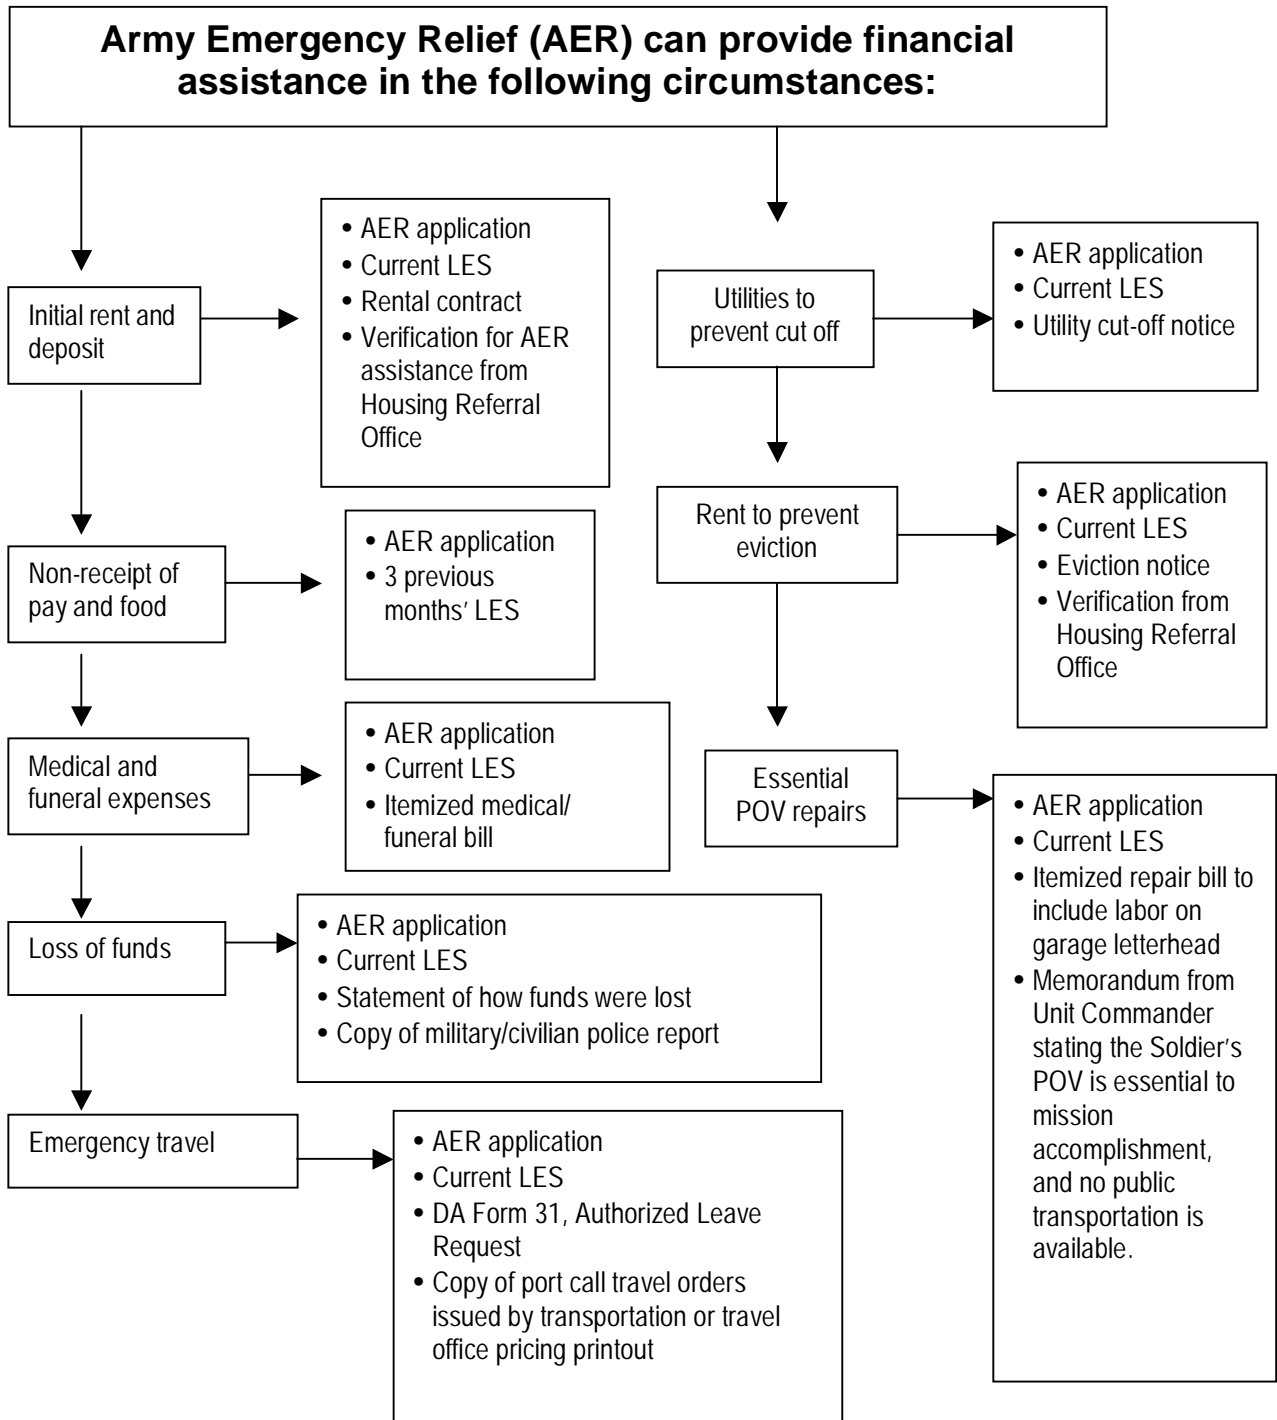 Army Emergency Relief (AER) can provide financial
assistance in the following circumstances:
Initial rent and
deposit
• AER application
• Current LES
• Rental contract
• Verification for AER
assistance from
Housing Referral
Office
Non-receipt of
pay and food
• AER application
• 3 previous
months’ LES
Medical and
funeral expenses
• AER application
• Current LES
• Itemized medical/
funeral bill
Loss of funds
• AER application
• Current LES
• Statement of how funds were lost
• Copy of military/civilian police report
Emergency travel
• AER application
• Current LES
• DA Form 31, Authorized Leave
Request
• Copy of port call travel orders
issued by transportation or travel
office pricing printout
Utilities to
prevent cut off
• AER application
• Current LES
• Utility cut-off notice
Rent to prevent
eviction
• AER application
• Current LES
• Eviction notice
• Verification from
Housing Referral
Office
Essential
POV repairs
• AER application
• Current LES
• Itemized repair bill to
include labor on
garage letterhead
• Memorandum from
Unit Commander
stating the Soldier’s
POV is essential to
mission
accomplishment,
and no public
transportation is
available.